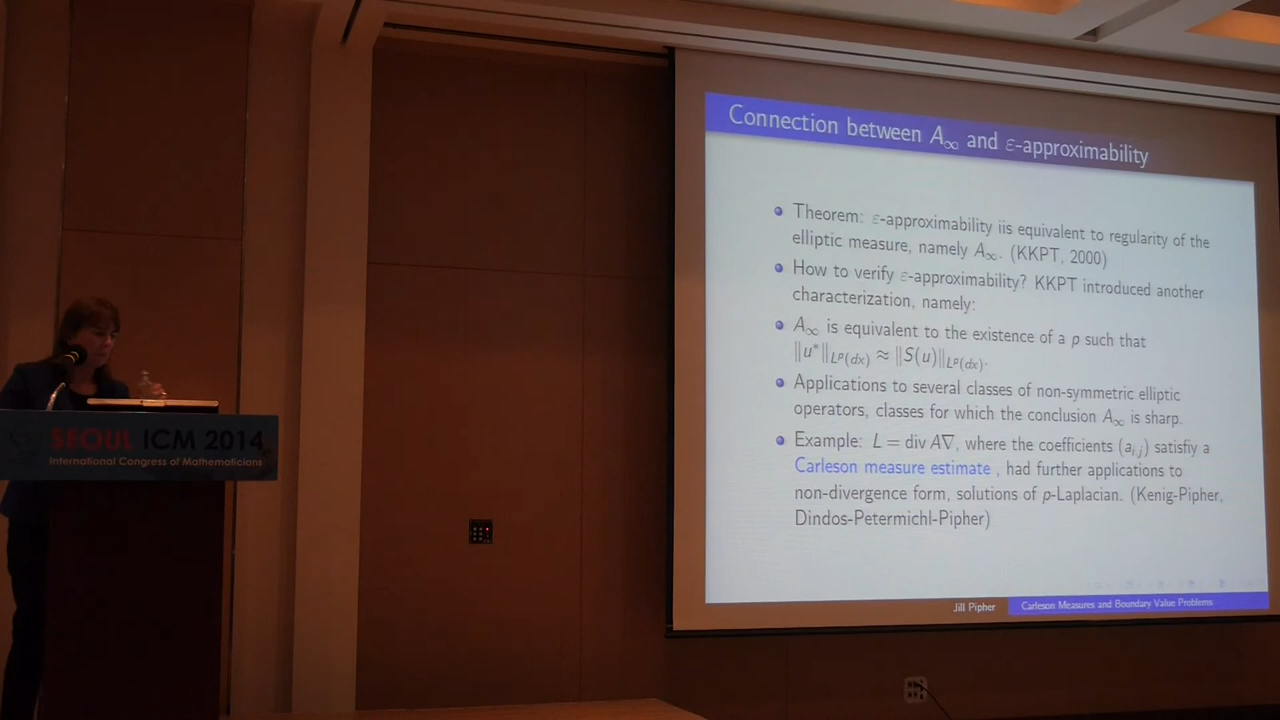 Connection between A∞ and ε-approximability
Theorem: ε-approximability iis equivalent to regularity of the
elliptic measure, namely A∞. (KKPT, 2000)
How to verify ε-approximability? KKPT introduced another
characterization, namely:
A∞ is equivalent to the existence of a p such that
‖u*‖Lᵖ(dx) ≈ ‖S(u)‖Lᵖ(dx).
Applications to several classes of non-symmetric elliptic
operators, classes for which the conclusion A∞ is sharp.
Example: L = div A∇, where the coefficients (ai,j) satisfiy a
Carleson measure estimate , had further applications to
non-divergence form, solutions of p-Laplacian. (Kenig-Pipher,
Dindos-Petermichl-Pipher)
Jill Pipher Carleson Measures and Boundary Value Problems
SEOUL ICM 2014
International Congress of Mathematicians